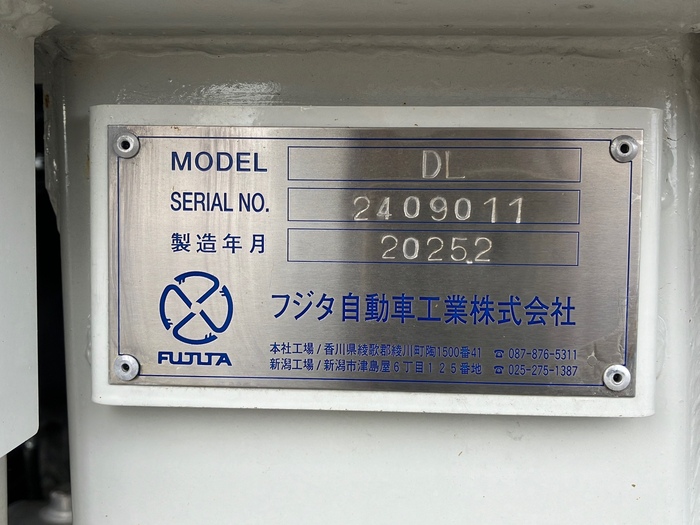 MODEL DL
SERIAL NO. 2409011
製造年月 2025.2
フジタ自動車工業株式会社
FUJITA
本社工場/香川県綾歌郡綾川町陶1500番41 ☎087-876-5311
新潟工場/新潟市津島屋6丁目125番地 ☎025-275-1387